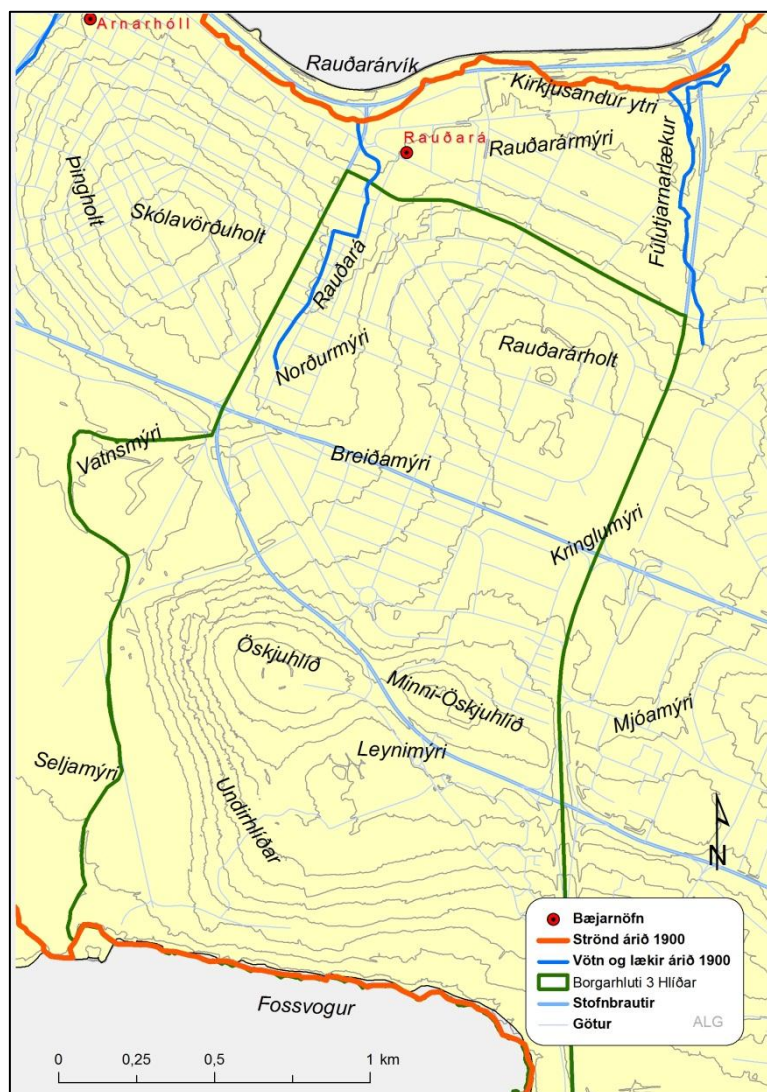 Arnarhóll
Rauðarárvík
Kirkjusandur ytri
Rauðará
Rauðarármýri
Þingholt
Skólavörðuholt
Fúlutjarnarlækur
Rauðará
Norðurmýri
Rauðarárholt
Vatnsmýri
Breiðamýri
Kringlumýri
Öskjuhlíð
Minni-Öskjuhlíð
Mjóamýri
Leynimýri
Seljamýri
Undirhlíðar
N
Bæjarnöfn
Strönd árið 1900
Vötn og lækir árið 1900
Borgarhluti 3 Hlíðar
Stofnbrautir
Götur ALG
Fossvogur
0 0,25 0,5 1 km